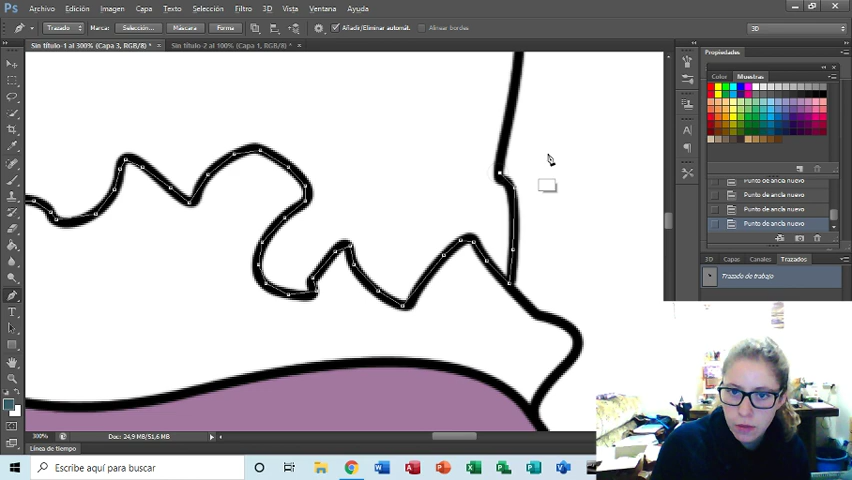 Ps Archivo Edición Imagen Capa Texto Selección Filtro 3D Vista Ventana Ayuda
Trazado Marca: Selección... Máscara Forma Añadir/Eliminar automát. Alinear bordes 3D
Sin título-1 al 300% (Capa 3, RGB/8) * × Sin título-2 al 100% (Capa 1, RGB/8) * ×
Propiedades
Color Muestras
Punto de ancla nuevo
Punto de ancla nuevo
Punto de ancla nuevo
Punto de ancla nuevo
3D Capas Canales Trazados
Trazado de trabajo
300% Doc: 24,9 MB/51,6 MB
Línea de tiempo
Escribe aquí para buscar